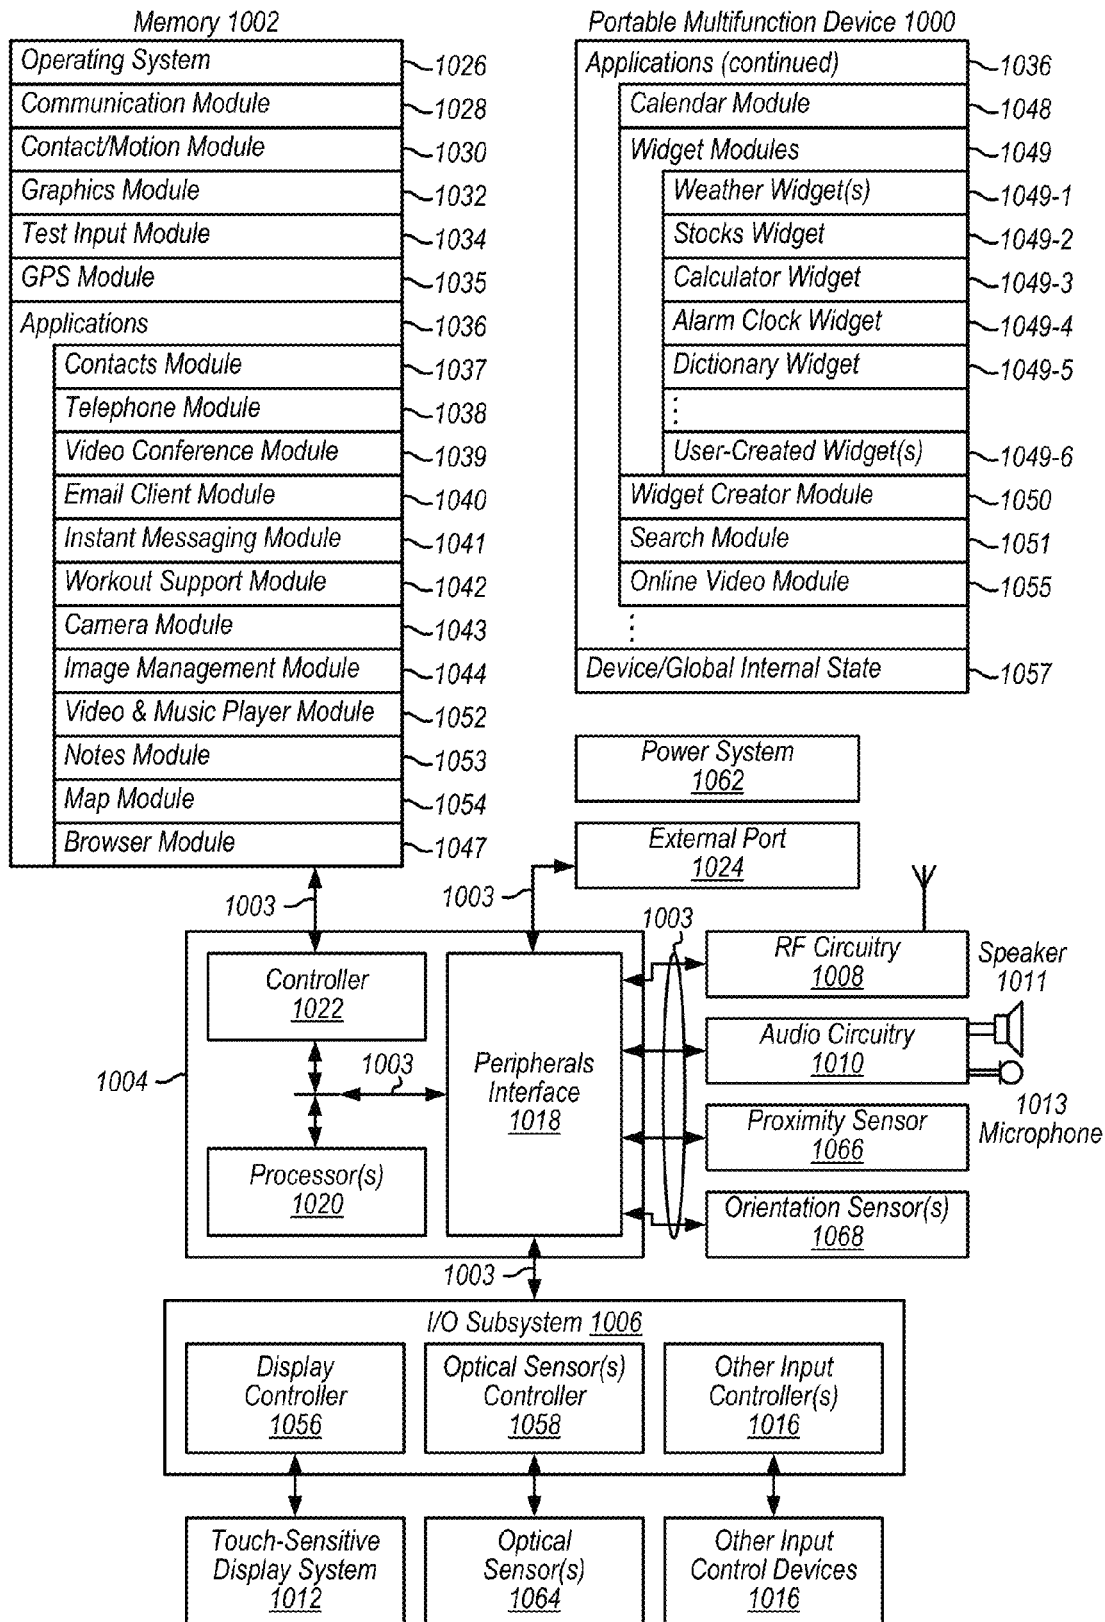 Memory 1002
Operating System 1026
Communication Module 1028
Contact/Motion Module 1030
Graphics Module 1032
Test Input Module 1034
GPS Module 1035
Applications 1036
Contacts Module 1037
Telephone Module 1038
Video Conference Module 1039
Email Client Module 1040
Instant Messaging Module 1041
Workout Support Module 1042
Camera Module 1043
Image Management Module 1044
Video & Music Player Module 1052
Notes Module 1053
Map Module 1054
Browser Module 1047
Portable Multifunction Device 1000
Applications (continued) 1036
Calendar Module 1048
Widget Modules 1049
Weather Widget(s) 1049-1
Stocks Widget 1049-2
Calculator Widget 1049-3
Alarm Clock Widget 1049-4
Dictionary Widget 1049-5
⋮
User-Created Widget(s) 1049-6
Widget Creator Module 1050
Search Module 1051
Online Video Module 1055
⋮
Device/Global Internal State 1057
Power System
1062
External Port
1024
1003
1003
1003
RF Circuitry
1008
Speaker
1011
Audio Circuitry
1010
1013
Microphone
Proximity Sensor
1066
Orientation Sensor(s)
1068
1004
Controller
1022
1003
Peripherals
Interface
1018
Processor(s)
1020
1003
I/O Subsystem 1006
Display
Controller
1056
Optical Sensor(s)
Controller
1058
Other Input
Controller(s)
1016
Touch-Sensitive
Display System
1012
Optical
Sensor(s)
1064
Other Input
Control Devices
1016